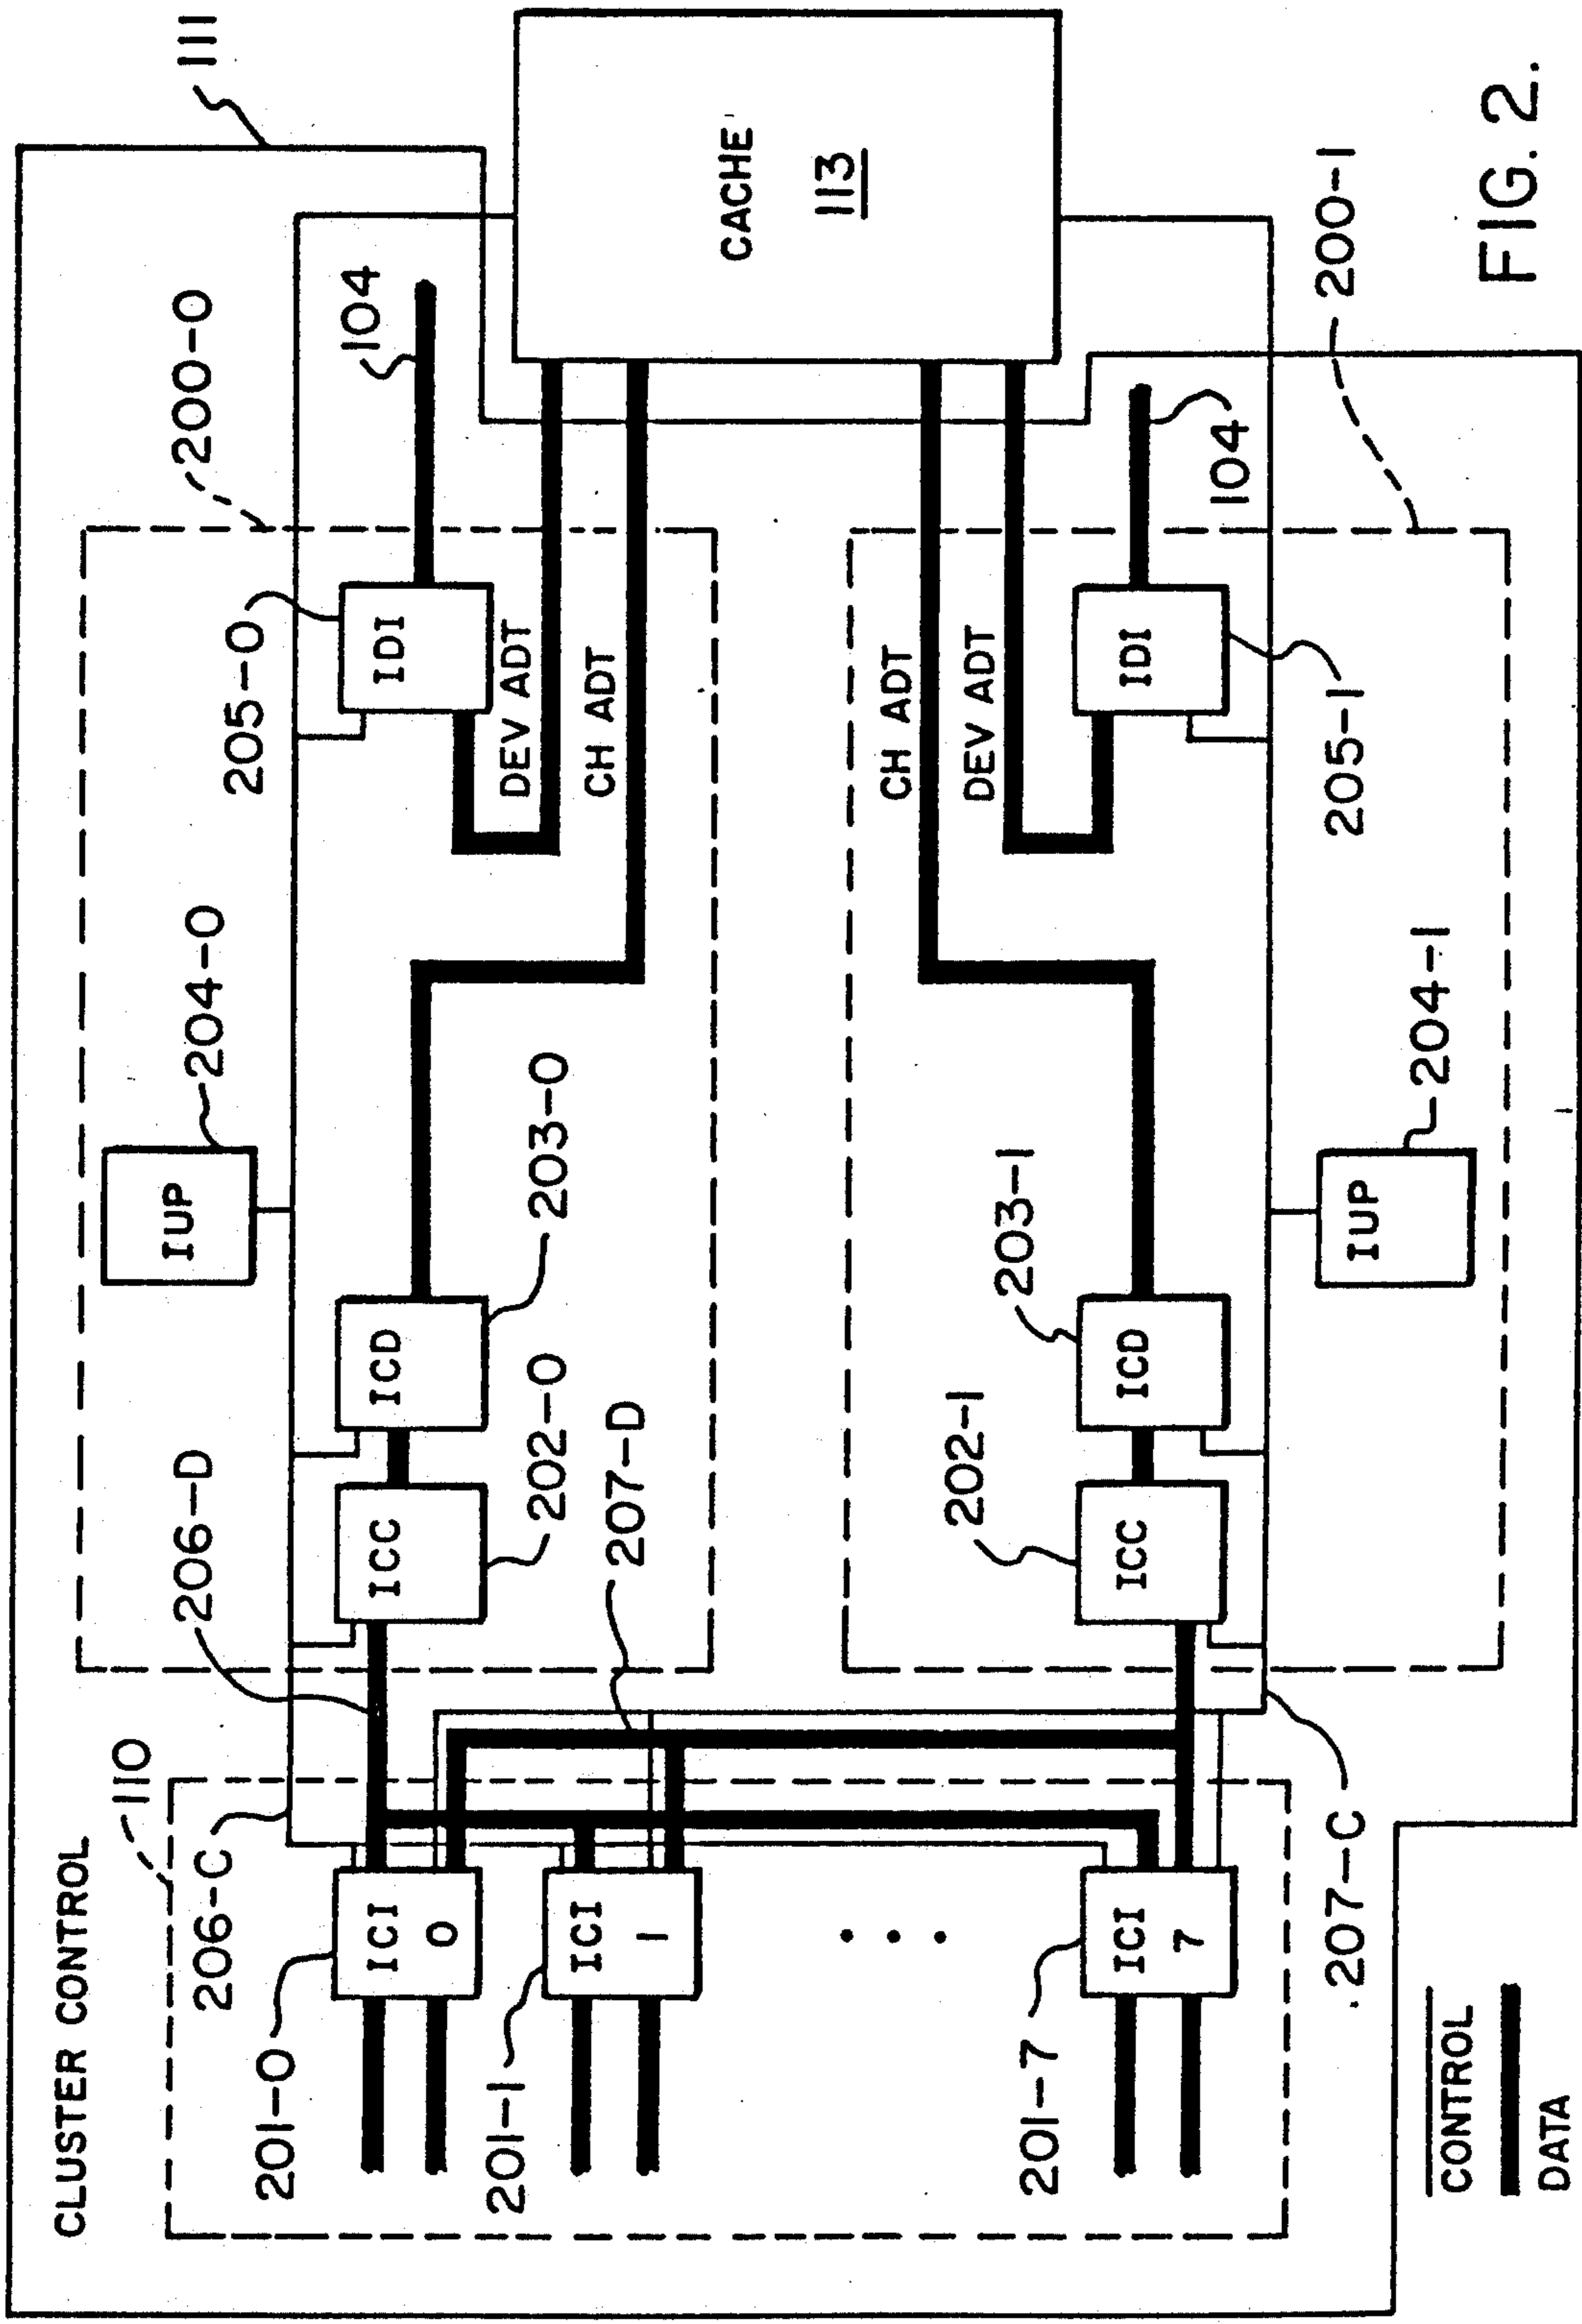 CLUSTER CONTROL
110
206-C
206-D
204-0
205-0
200-0
104
111
IUP
201-0
ICI
0
ICC
ICD
IDI
202-0
203-0
DEV ADT
CH ADT
207-D
201-1
ICI
1
CACHE
113
202-1
203-1
CH ADT
DEV ADT
201-7
ICI
7
ICC
ICD
IDI
104
207-C
204-1
205-1
200-1
IUP
CONTROL
DATA
FIG. 2.